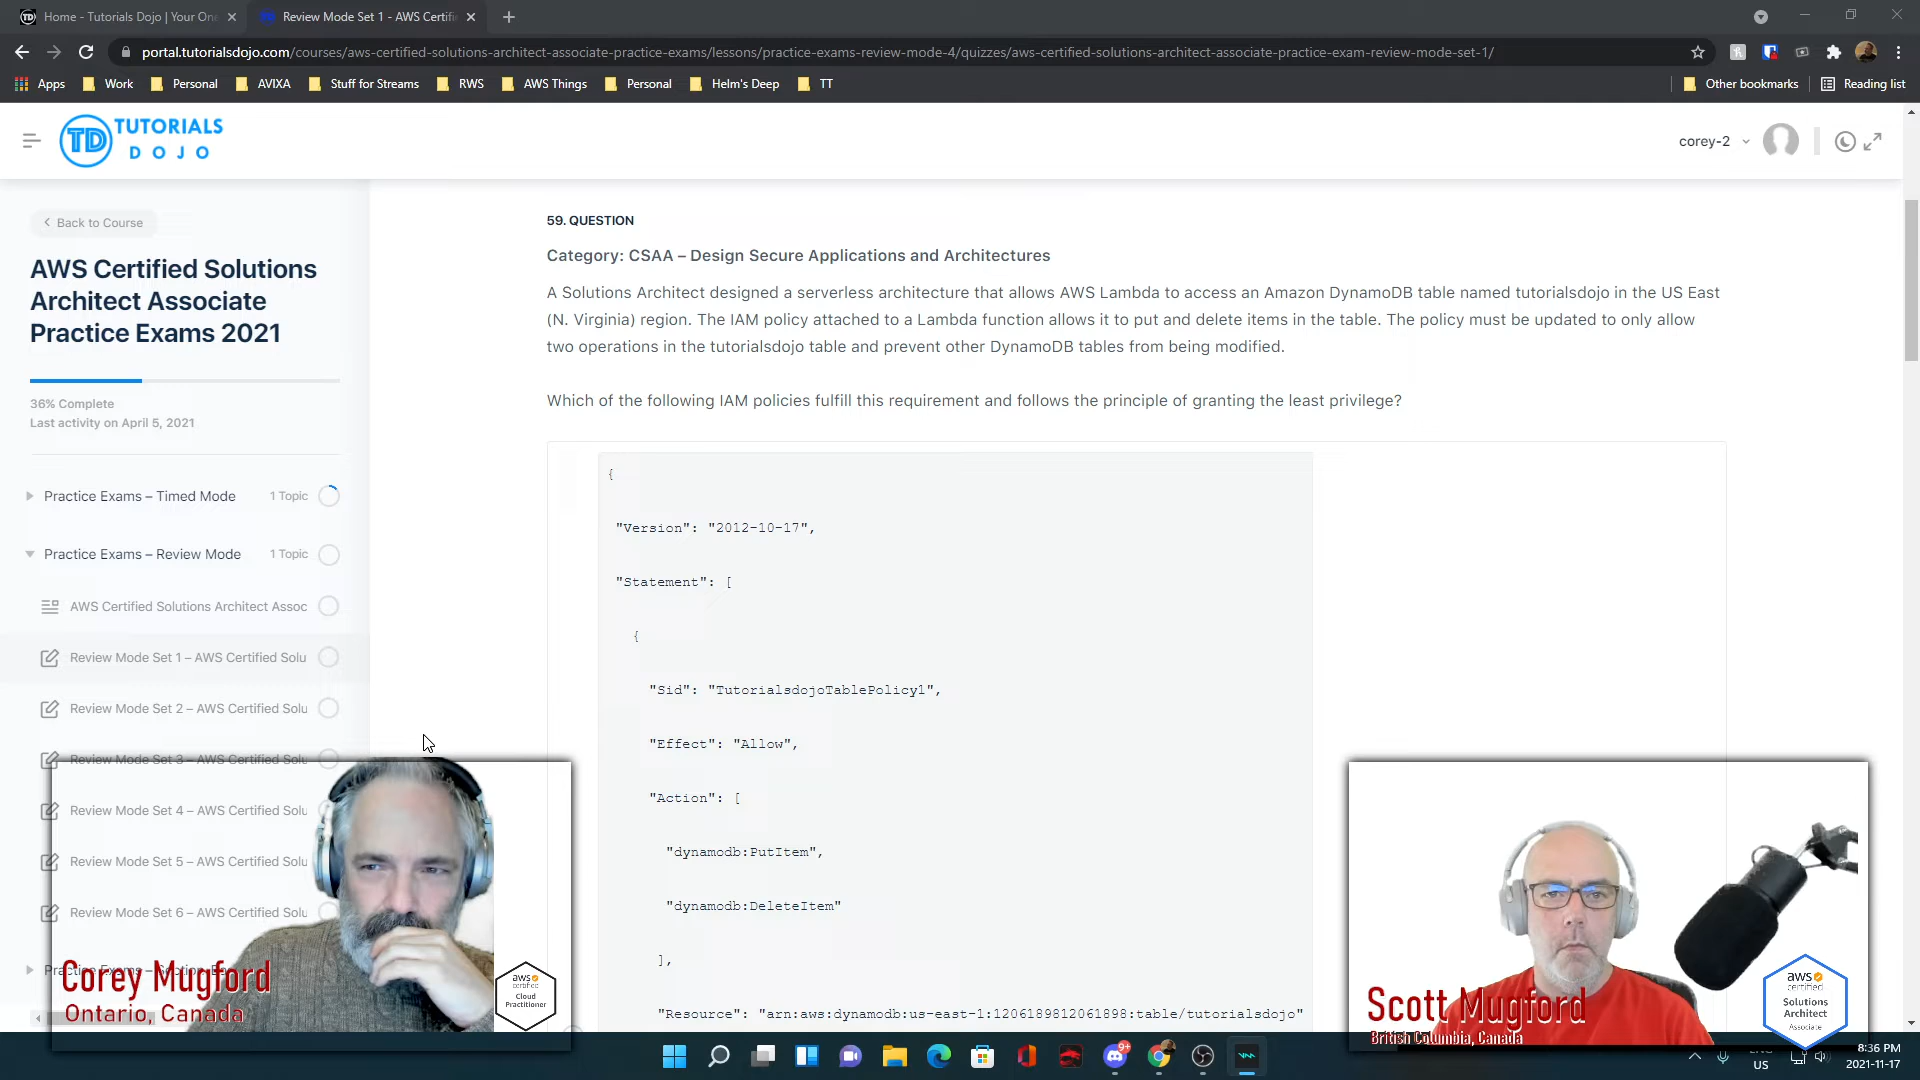 Home - Tutorials Dojo | Your One
Review Mode Set 1 - AWS Certifi
portal.tutorialsdojo.com/courses/aws-certified-solutions-architect-associate-practice-exams/lessons/practice-exams-review-mode-4/quizzes/aws-certified-solutions-architect-associate-practice-exam-review-mode-set-1/
Apps
Work
Personal
AVIXA
Stuff for Streams
RWS
AWS Things
Personal
Helm's Deep
TT
Other bookmarks
Reading list
TD TUTORIALS
DOJO
corey-2
Back to Course
AWS Certified Solutions
Architect Associate
Practice Exams 2021
36% Complete
Last activity on April 5, 2021
Practice Exams – Timed Mode 1 Topic
Practice Exams – Review Mode 1 Topic
AWS Certified Solutions Architect Assoc
Review Mode Set 1 – AWS Certified Solu
Review Mode Set 2 – AWS Certified Solu
Review Mode Set 3 – AWS Certified Solu
Review Mode Set 4 – AWS Certified Solu
Review Mode Set 5 – AWS Certified Solu
Review Mode Set 6 – AWS Certified Solu
59. QUESTION
Category: CSAA – Design Secure Applications and Architectures
A Solutions Architect designed a serverless architecture that allows AWS Lambda to access an Amazon DynamoDB table named tutorialsdojo in the US East
(N. Virginia) region. The IAM policy attached to a Lambda function allows it to put and delete items in the table. The policy must be updated to only allow
two operations in the tutorialsdojo table and prevent other DynamoDB tables from being modified.
Which of the following IAM policies fulfill this requirement and follows the principle of granting the least privilege?
{
"Version": "2012-10-17",
"Statement": [
{
"Sid": "TutorialsdojoTablePolicy1",
"Effect": "Allow",
"Action": [
"dynamodb:PutItem",
"dynamodb:DeleteItem"
],
"Resource": "arn:aws:dynamodb:us-east-1:1206189812061898:table/tutorialsdojo"
Corey Mugford
Ontario, Canada
aws
certified
Cloud
Practitioner
Scott Mugford
British Columbia, Canada
aws
certified
Solutions
Architect
Associate
9+
ENG
US
8:36 PM
2021-11-17